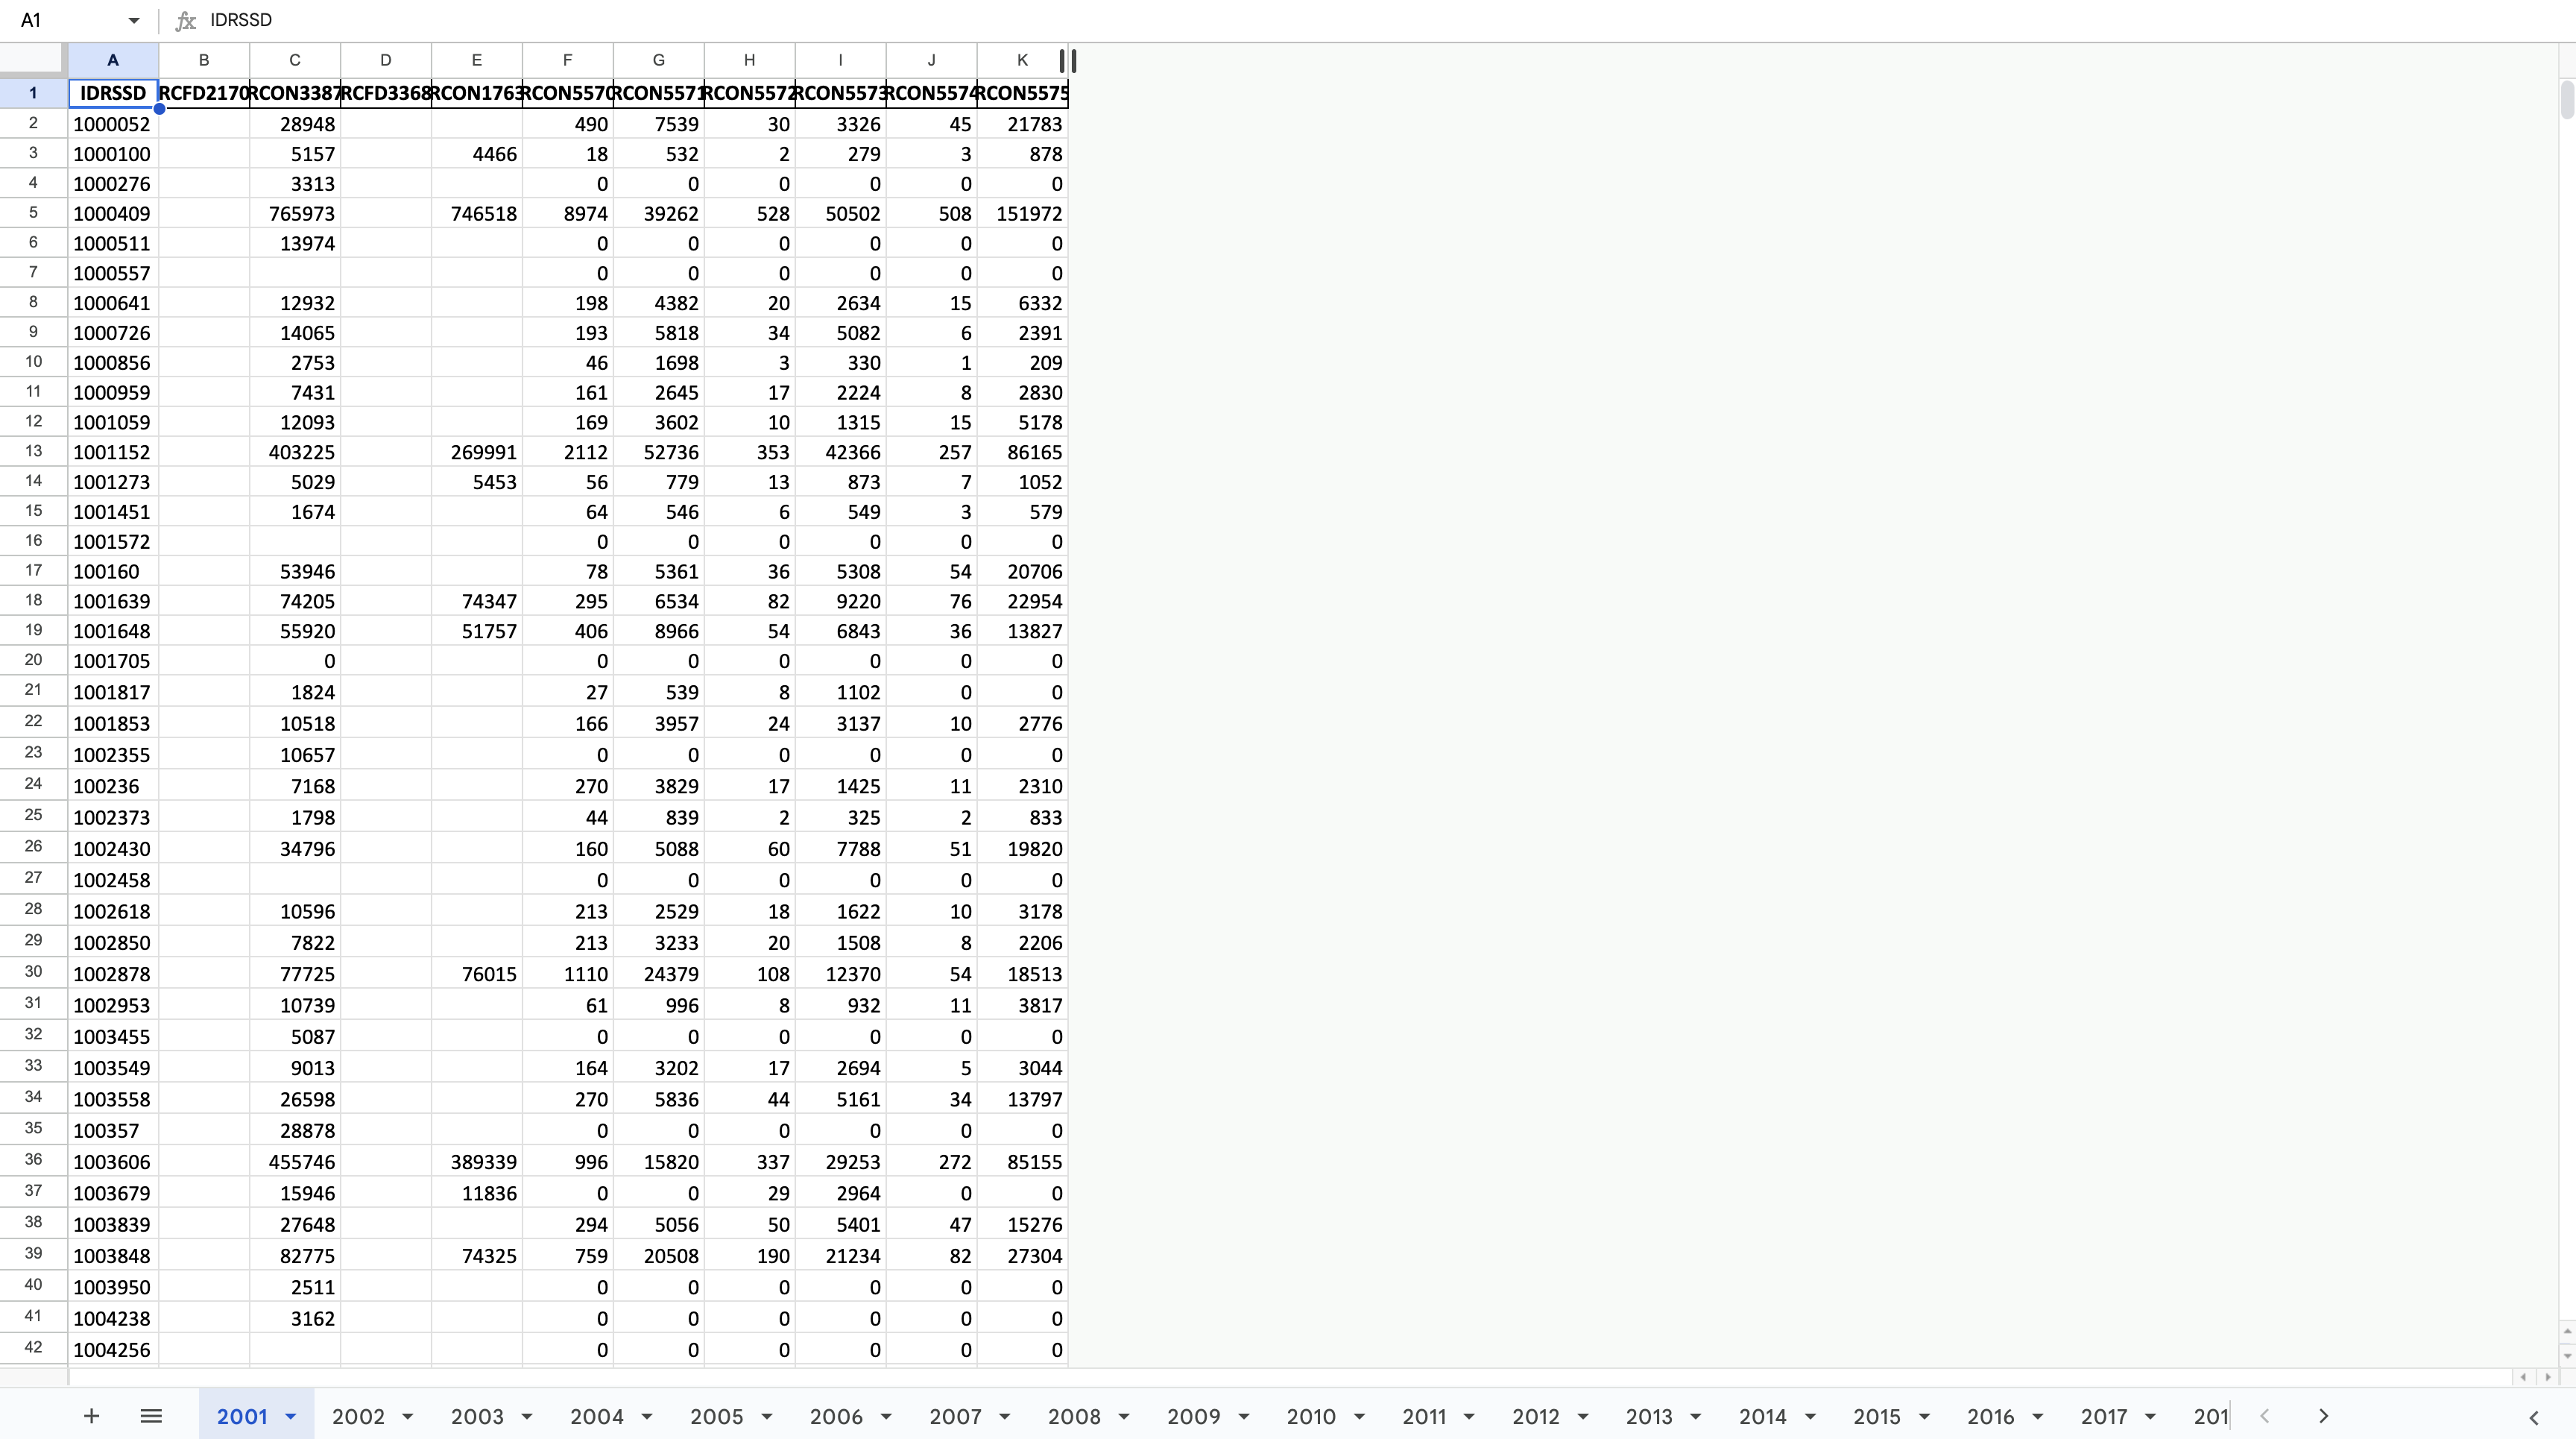 A1 fx IDRSSD
A B C D E F G H I J K
1 IDRSSD RCFD2170 RCON3387 RCFD3368 RCON1763 RCON5570 RCON5571 RCON5572 RCON5573 RCON5574 RCON5575
2 1000052 28948 490 7539 30 3326 45 21783
3 1000100 5157 4466 18 532 2 279 3 878
4 1000276 3313 0 0 0 0 0 0
5 1000409 765973 746518 8974 39262 528 50502 508 151972
6 1000511 13974 0 0 0 0 0 0
7 1000557 0 0 0 0 0 0
8 1000641 12932 198 4382 20 2634 15 6332
9 1000726 14065 193 5818 34 5082 6 2391
10 1000856 2753 46 1698 3 330 1 209
11 1000959 7431 161 2645 17 2224 8 2830
12 1001059 12093 169 3602 10 1315 15 5178
13 1001152 403225 269991 2112 52736 353 42366 257 86165
14 1001273 5029 5453 56 779 13 873 7 1052
15 1001451 1674 64 546 6 549 3 579
16 1001572 0 0 0 0 0 0
17 100160 53946 78 5361 36 5308 54 20706
18 1001639 74205 74347 295 6534 82 9220 76 22954
19 1001648 55920 51757 406 8966 54 6843 36 13827
20 1001705 0 0 0 0 0 0 0
21 1001817 1824 27 539 8 1102 0 0
22 1001853 10518 166 3957 24 3137 10 2776
23 1002355 10657 0 0 0 0 0 0
24 100236 7168 270 3829 17 1425 11 2310
25 1002373 1798 44 839 2 325 2 833
26 1002430 34796 160 5088 60 7788 51 19820
27 1002458 0 0 0 0 0 0
28 1002618 10596 213 2529 18 1622 10 3178
29 1002850 7822 213 3233 20 1508 8 2206
30 1002878 77725 76015 1110 24379 108 12370 54 18513
31 1002953 10739 61 996 8 932 11 3817
32 1003455 5087 0 0 0 0 0 0
33 1003549 9013 164 3202 17 2694 5 3044
34 1003558 26598 270 5836 44 5161 34 13797
35 100357 28878 0 0 0 0 0 0
36 1003606 455746 389339 996 15820 337 29253 272 85155
37 1003679 15946 11836 0 0 29 2964 0 0
38 1003839 27648 294 5056 50 5401 47 15276
39 1003848 82775 74325 759 20508 190 21234 82 27304
40 1003950 2511 0 0 0 0 0 0
41 1004238 3162 0 0 0 0 0 0
42 1004256 0 0 0 0 0 0
2001 2002 2003 2004 2005 2006 2007 2008 2009 2010 2011 2012 2013 2014 2015 2016 2017 201